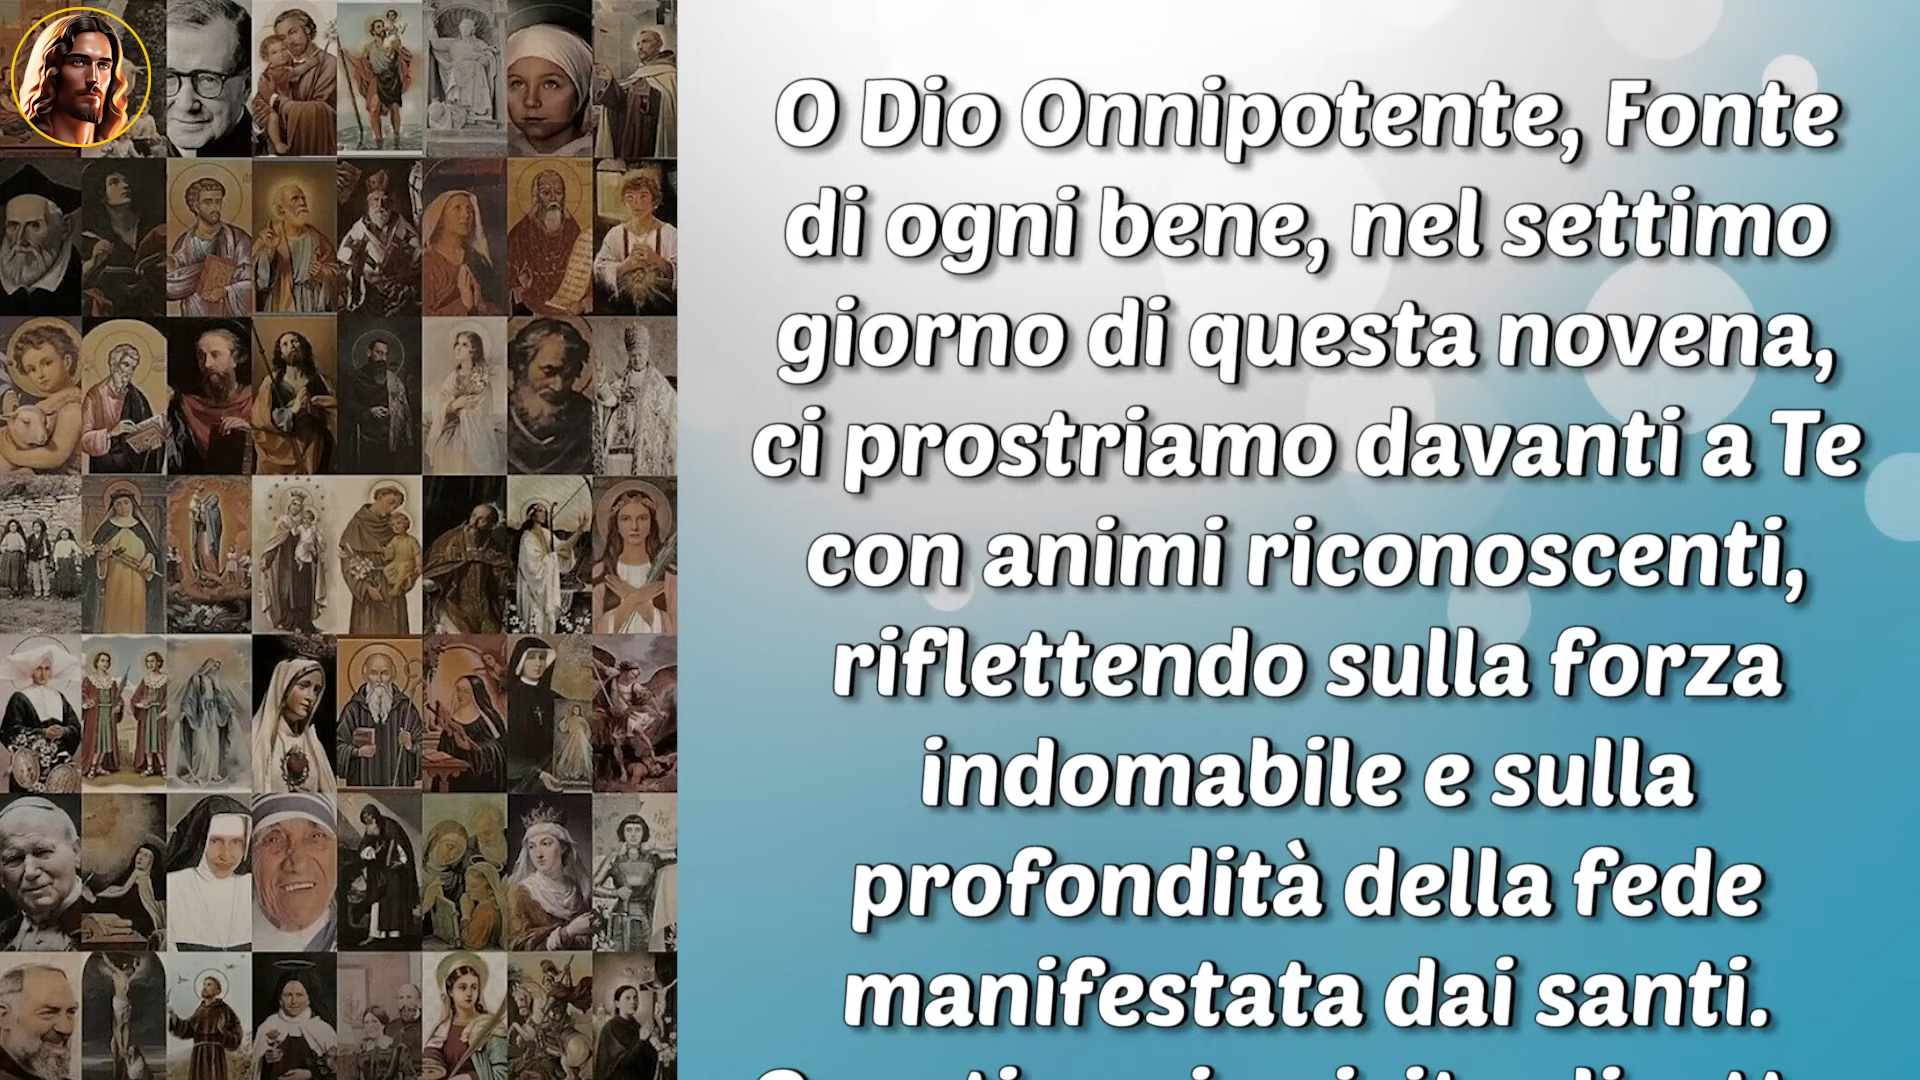 O Dio Onnipotente, Fonte
di ogni bene, nel settimo
giorno di questa novena,
ci prostriamo davanti a Te
con animi riconoscenti,
riflettendo sulla forza
indomabile e sulla
profondità della fede
manifestata dai santi.